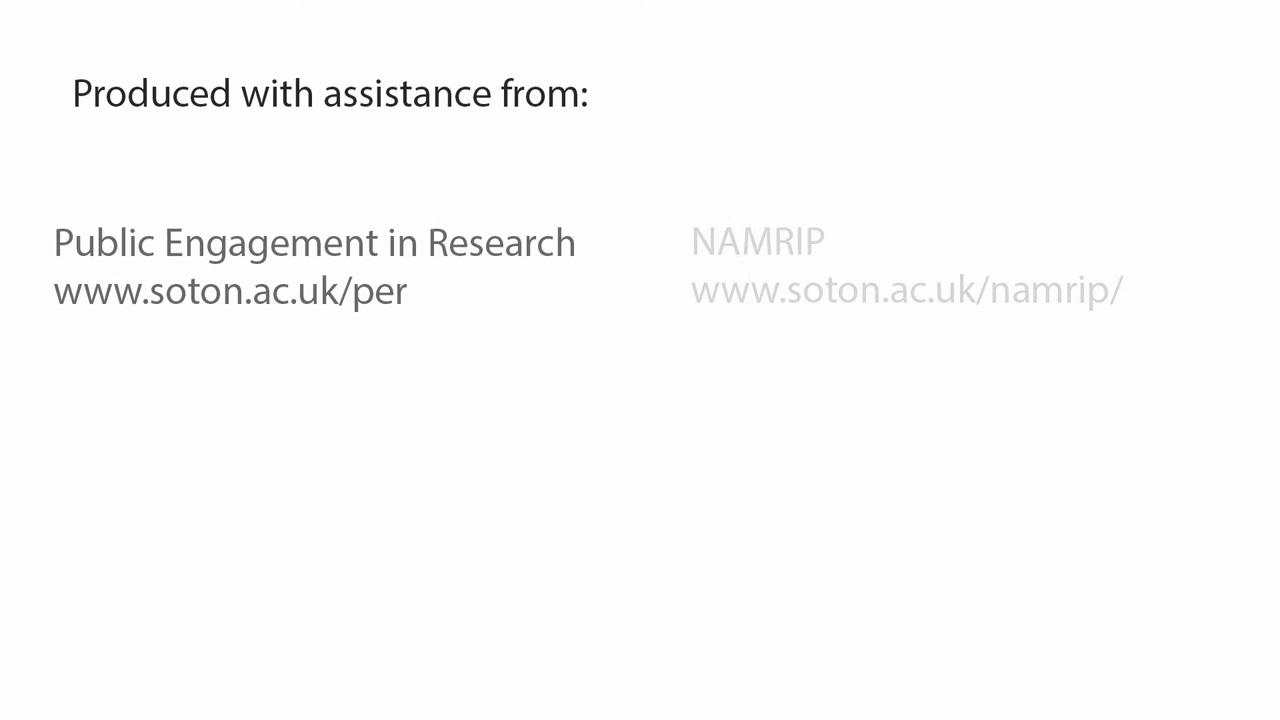 Produced with assistance from:
Public Engagement in Research
www.soton.ac.uk/per
NAMRIP
www.soton.ac.uk/namrip/